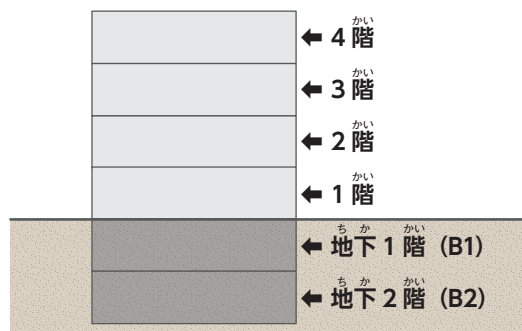 かい
← 4 階
かい
← 3 階
かい
← 2 階
かい
← 1 階
ち か かい
← 地下 1 階 (B1)
ち か かい
← 地下 2 階 (B2)